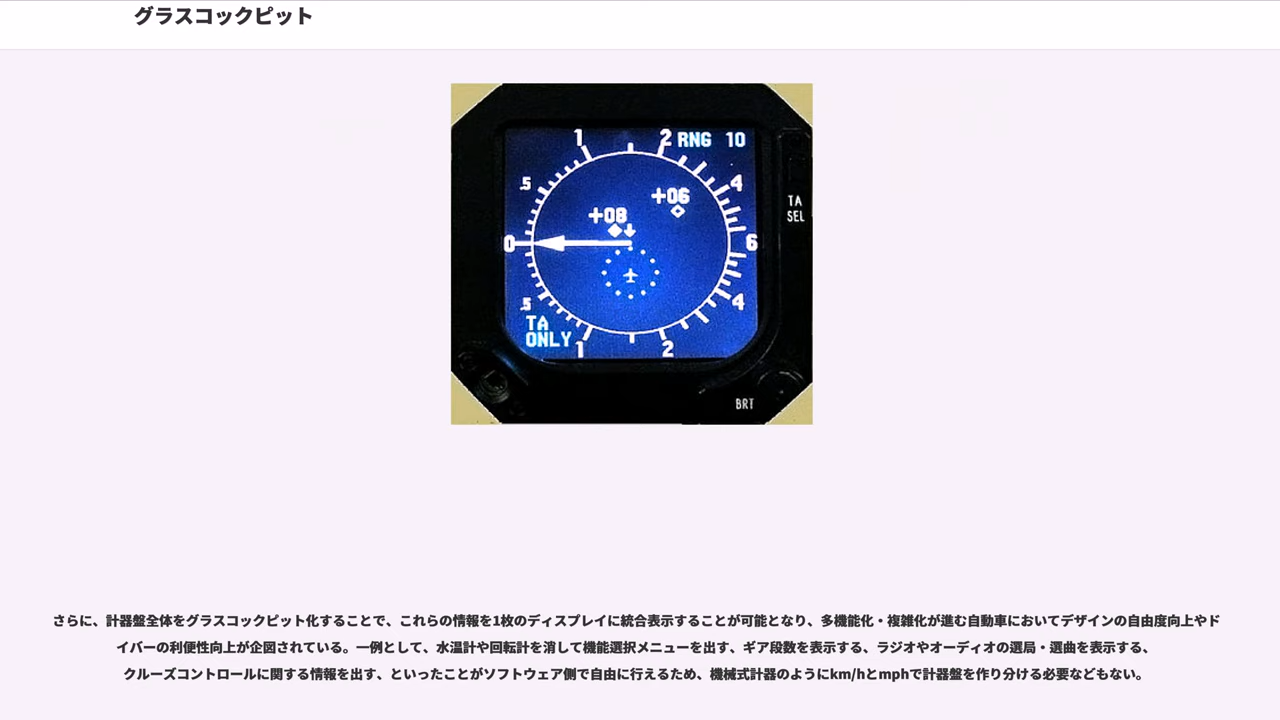 グラスコックピット
1
2 RNG 10
.5
4
+06
TA
SEL
+08
0
6
.5
4
TA
ONLY
1
2
BRT
さらに、計器盤全体をグラスコックピット化することで、これらの情報を1枚のディスプレイに統合表示することが可能となり、多機能化・複雑化が進む自動車においてデザインの自由度向上やド
イバーの利便性向上が企図されている。一例として、水温計や回転計を消して機能選択メニューを出す、ギア段数を表示する、ラジオやオーディオの選局・選曲を表示する、
クルーズコントロールに関する情報を出す、といったことがソフトウェア側で自由に行えるため、機械式計器のようにkm/hとmphで計器盤を作り分ける必要などもない。